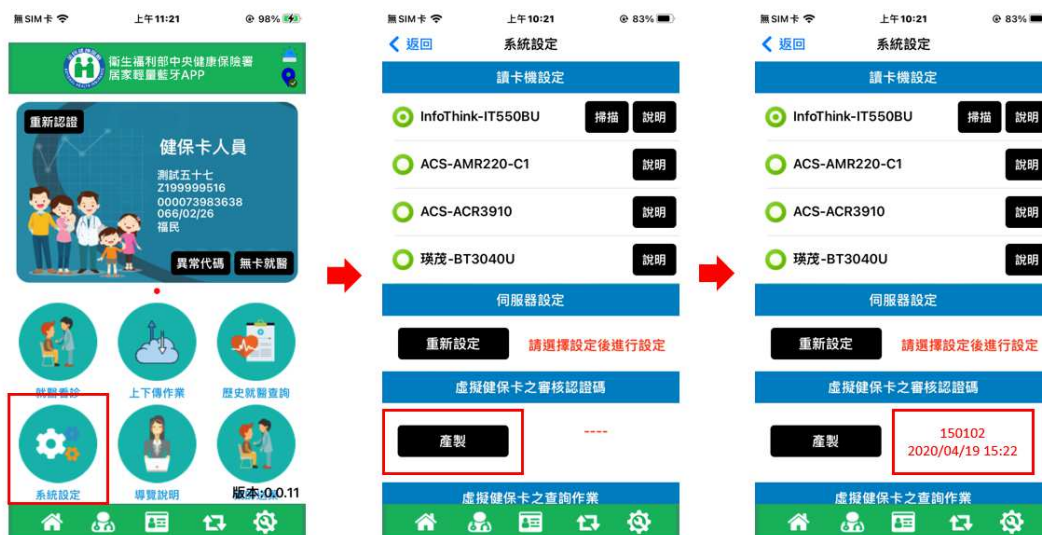 無SIM卡
上午11:21
98%
衛生福利部中央健康保險署
居家輕量藍牙APP
重新認證
健保卡人員
測試五十七
Z199999516
000073983638
066/02/26
福民
異常代碼
無卡就醫
就醫看診
上下傳作業
歷史就醫查詢
系統設定
導覽說明
版本:0.0.11
無SIM卡
上午10:21
83%
返回
系統設定
讀卡機設定
InfoThink-IT550BU
掃描
說明
ACS-AMR220-C1
說明
ACS-ACR3910
說明
瑛茂-BT3040U
說明
伺服器設定
重新設定
請選擇設定後進行設定
虛擬健保卡之審核認證碼
產製
----
虛擬健保卡之查詢作業
無SIM卡
上午10:21
83%
返回
系統設定
讀卡機設定
InfoThink-IT550BU
掃描
說明
ACS-AMR220-C1
說明
ACS-ACR3910
說明
瑛茂-BT3040U
說明
伺服器設定
重新設定
請選擇設定後進行設定
虛擬健保卡之審核認證碼
產製
150102
2020/04/19 15:22
虛擬健保卡之查詢作業